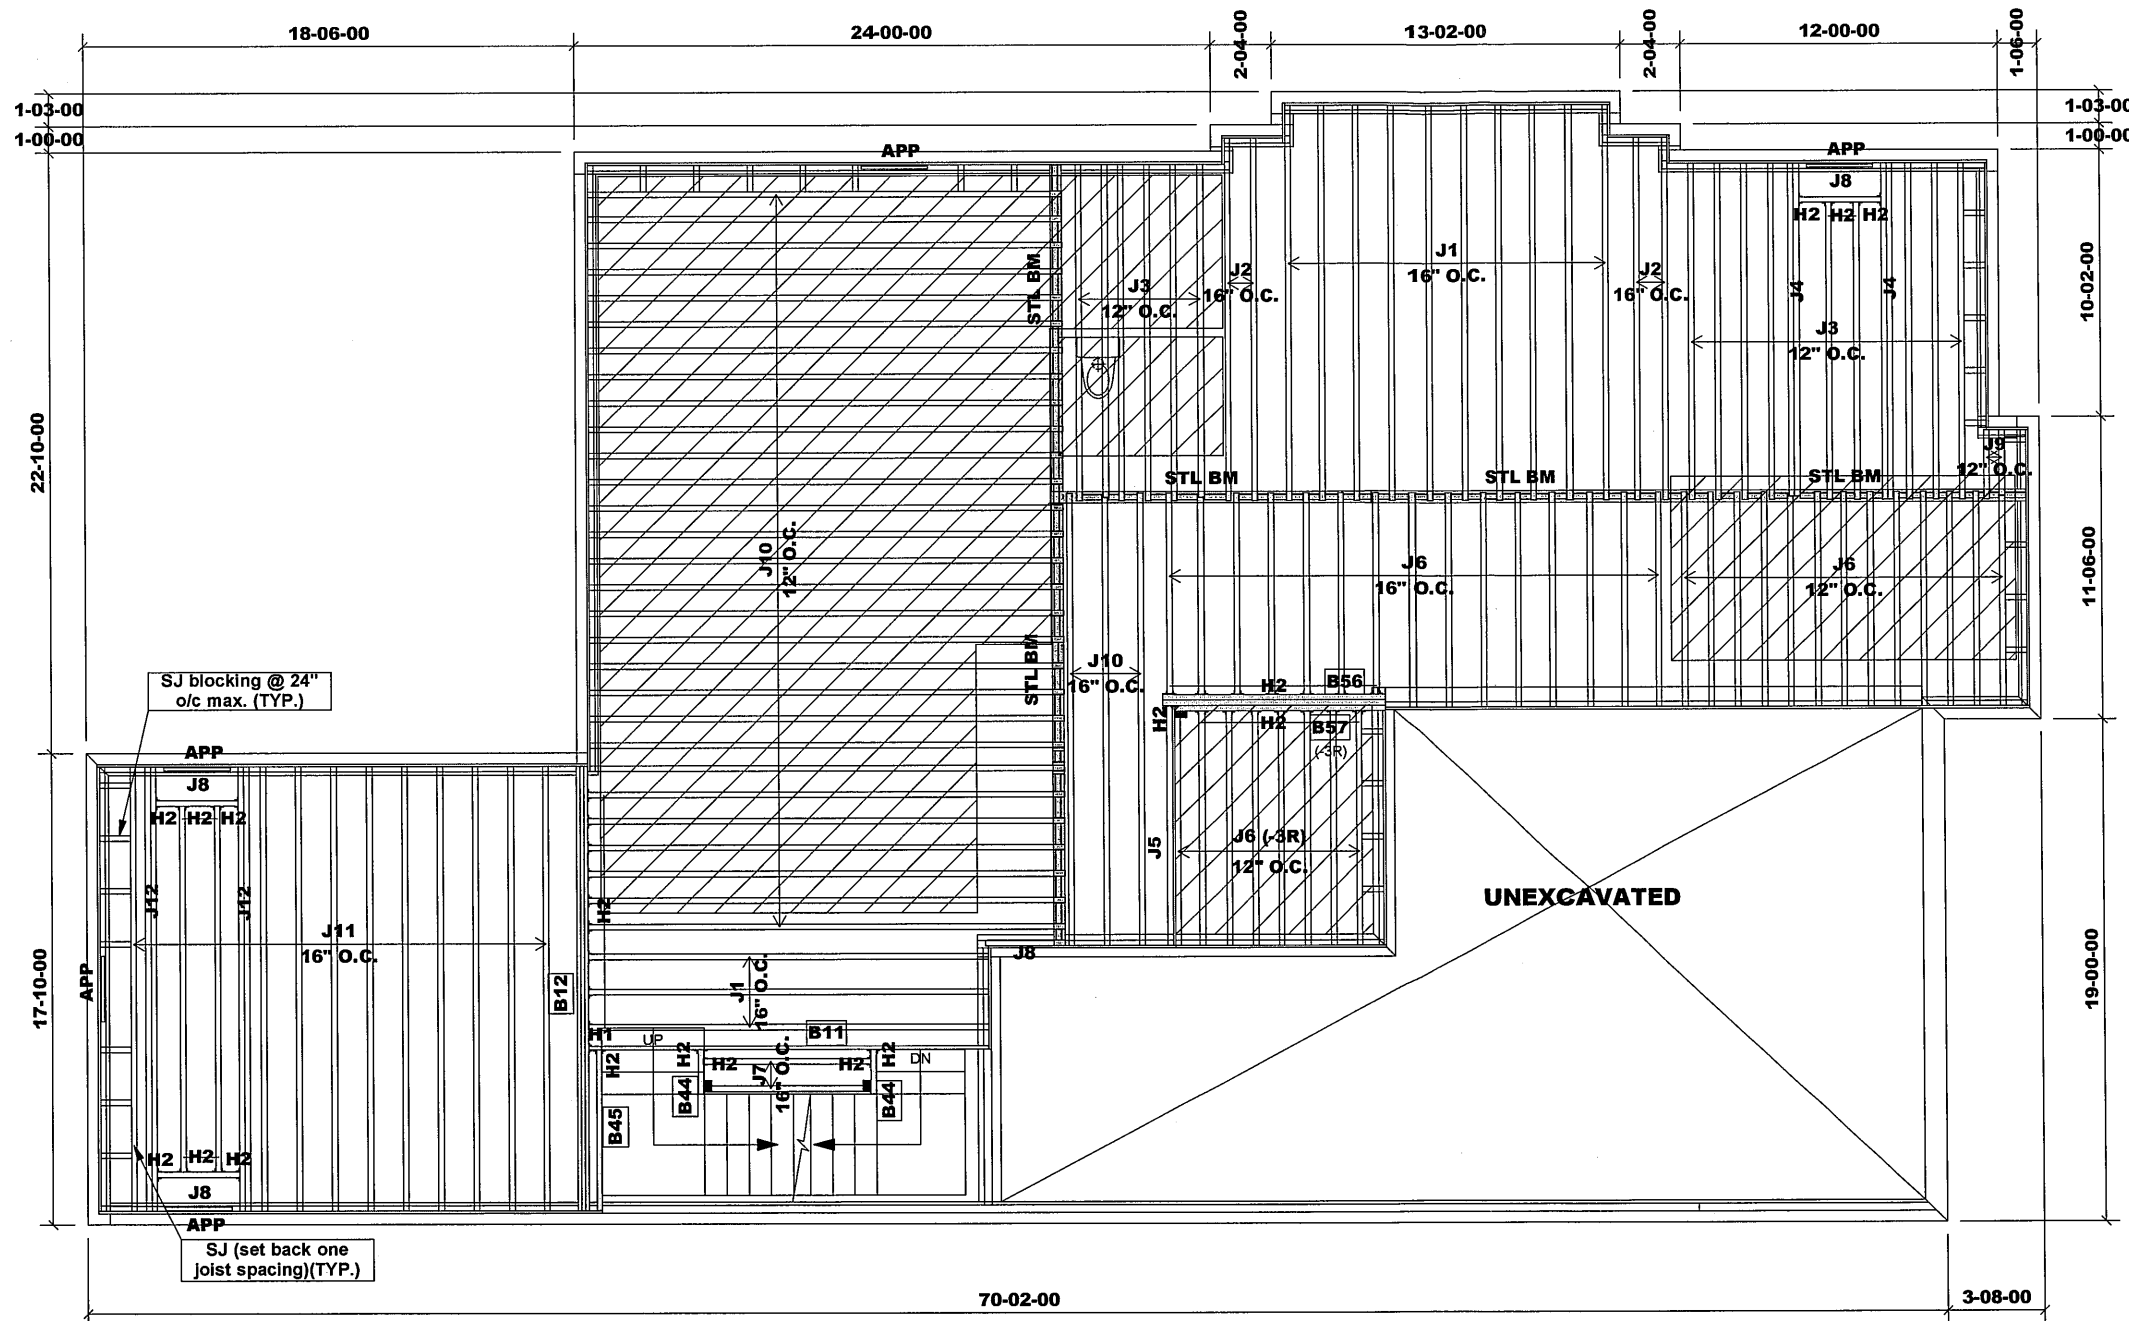 18-06-00
24-00-00
2-04-00
13-02-00
2-04-00
12-00-00
1-06-00
1-03-00
1-00-00
1-03-00
1-00-00
APP
APP
J8
H2 H2 H2
STL BM
J3
12" O.C.
J2
16" O.C.
J1
16" O.C.
J2
16" O.C.
J4
J4
J3
12" O.C.
10-02-00
22-10-00
J9
12" O.C.
STL BM
STL BM
STL BM
J10
12" O.C.
J6
16" O.C.
J6
12" O.C.
11-06-00
STL BM
J10
16" O.C.
SJ blocking @ 24"
o/c max. (TYP.)
H2
B56
H2
H2
B57
(-3R)
APP
J8
H2 H2 H2
J5
J6 (-3R)
12" O.C.
UNEXCAVATED
J12
J12
H2
J11
16" O.C.
J8
APP
B12
J1
16" O.C.
17-10-00
19-00-00
H1
UP
B11
DN
H2
H2
H2
H2
H2
J7
16" O.C.
B44
B44
B45
H2 H2 H2
J8
APP
SJ (set back one
joist spacing)(TYP.)
70-02-00
3-08-00